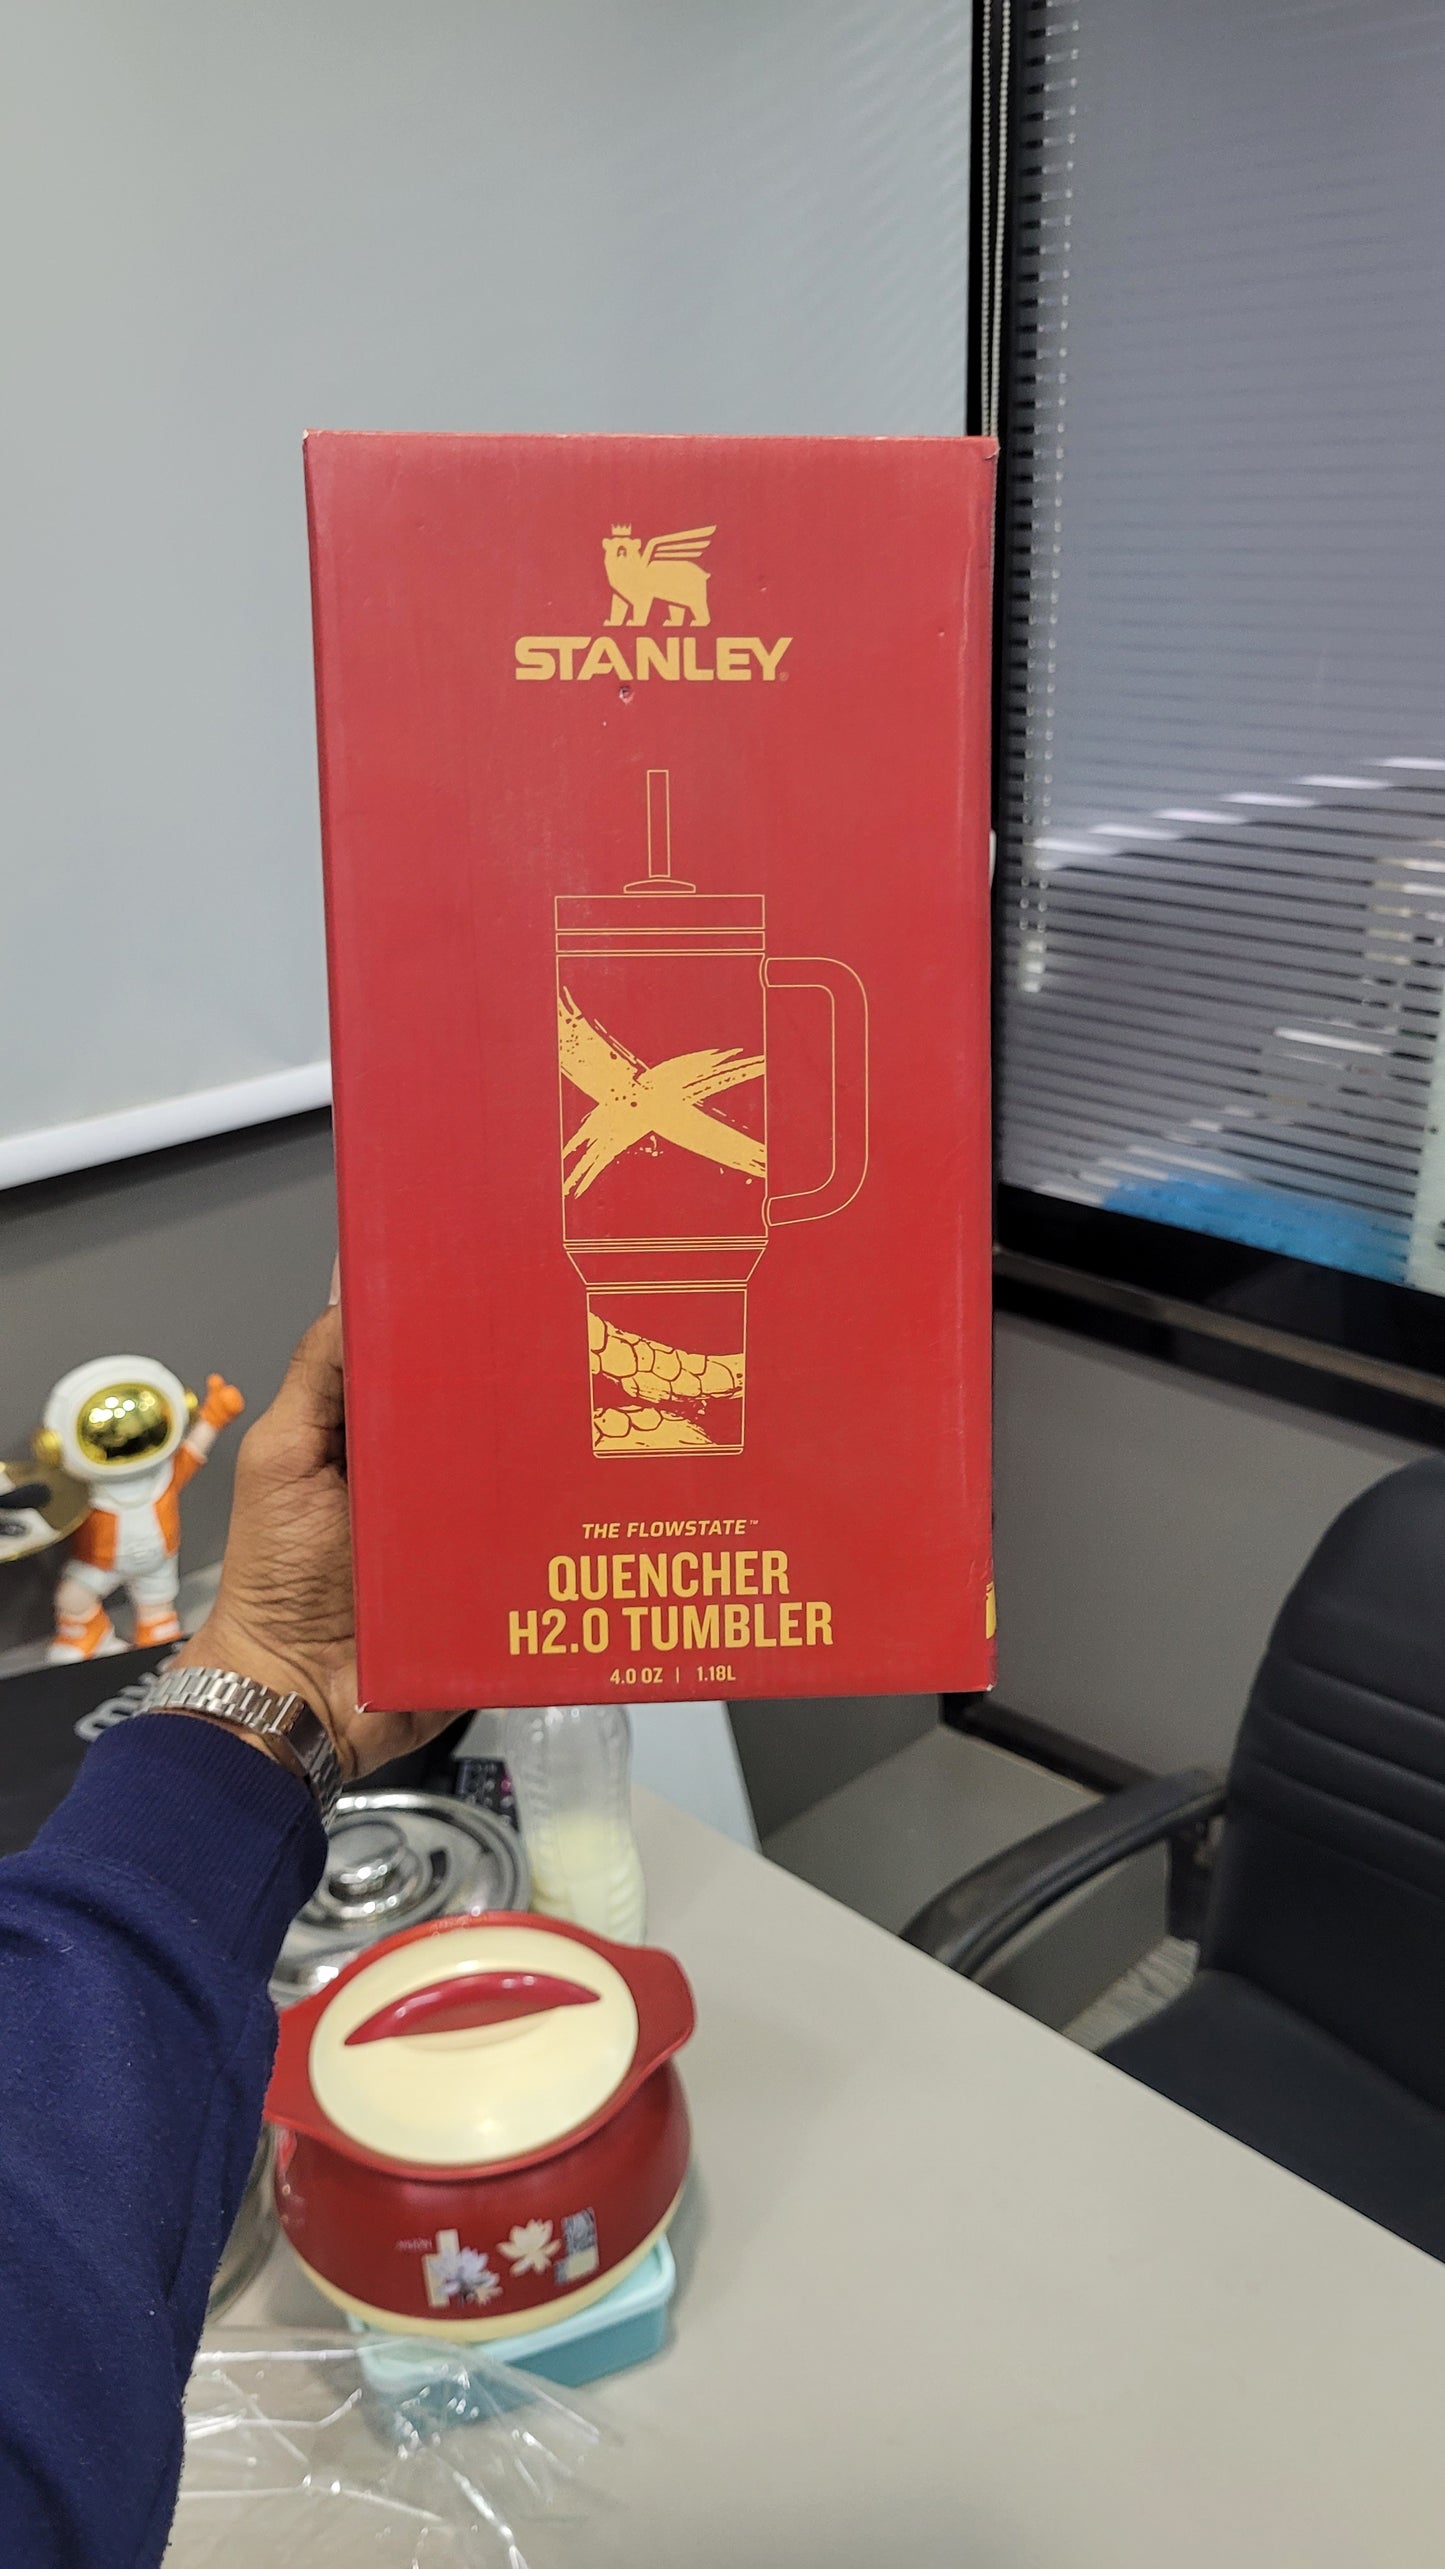 STANLEY®
THE FLOWSTATE™
QUENCHER
H2.0 TUMBLER
4.0 OZ | 1.18L